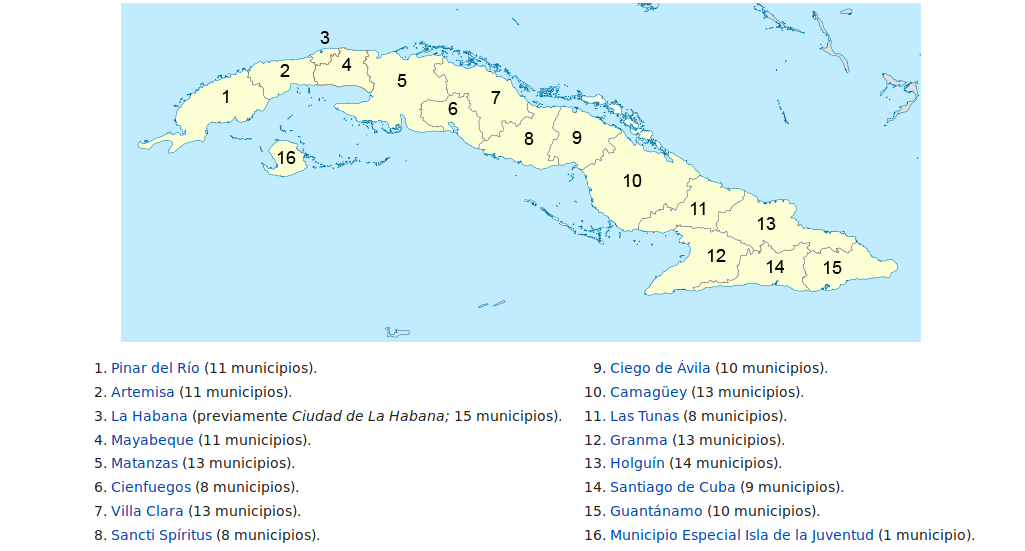 3
2
4
1
5
6
7
8
9
16
10
11
13
12
14
15
1. Pinar del Río (11 municipios).
2. Artemisa (11 municipios).
3. La Habana (previamente Ciudad de La Habana; 15 municipios).
4. Mayabeque (11 municipios).
5. Matanzas (13 municipios).
6. Cienfuegos (8 municipios).
7. Villa Clara (13 municipios).
8. Sancti Spíritus (8 municipios).
9. Ciego de Ávila (10 municipios).
10. Camagüey (13 municipios).
11. Las Tunas (8 municipios).
12. Granma (13 municipios).
13. Holguín (14 municipios).
14. Santiago de Cuba (9 municipios).
15. Guantánamo (10 municipios).
16. Municipio Especial Isla de la Juventud (1 municipio).